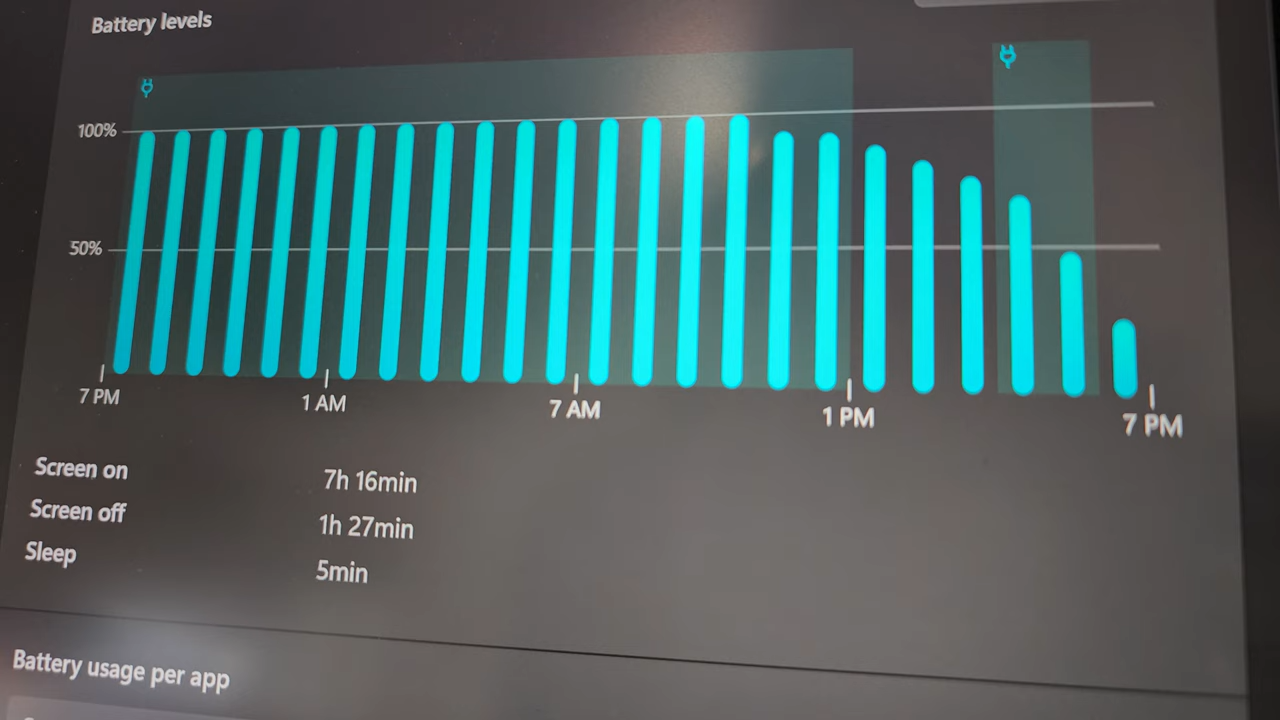 Battery levels
100%
50%
7 PM
1 AM
7 AM
1 PM
7 PM
Screen on 7h 16min
Screen off 1h 27min
Sleep 5min
Battery usage per app